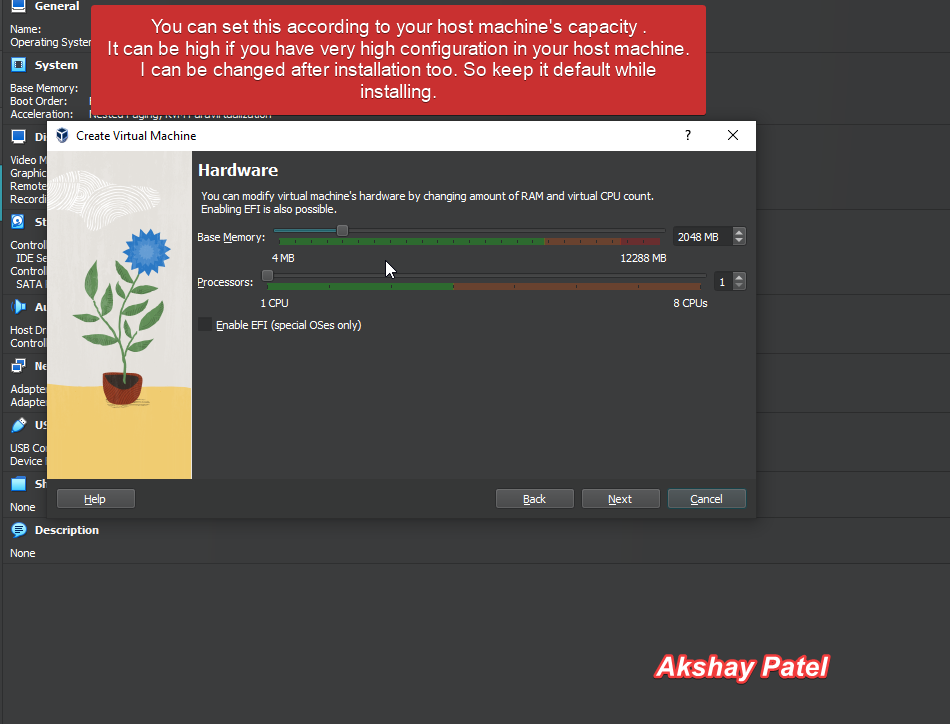 General
You can set this according to your host machine's capacity .
It can be high if you have very high configuration in your host machine.
I can be changed after installation too. So keep it default while
installing.
Name:
Operating System
System
Base Memory:
Boot Order:
Acceleration:
Nested Paging, KVM Paravirtualization
Create Virtual Machine
?
Hardware
You can modify virtual machine's hardware by changing amount of RAM and virtual CPU count.
Enabling EFI is also possible.
Base Memory:
2048 MB
4 MB
12288 MB
Processors:
1
1 CPU
8 CPUs
Enable EFI (special OSes only)
Di
Video M
Graphic
Remote
Recordi
St
Control
IDE Se
Control
SATA
Au
Host Dr
Control
Ne
Adapte
Adapte
US
USB Co
Device
Sh
None
Help
Back
Next
Cancel
Description
None
Akshay Patel